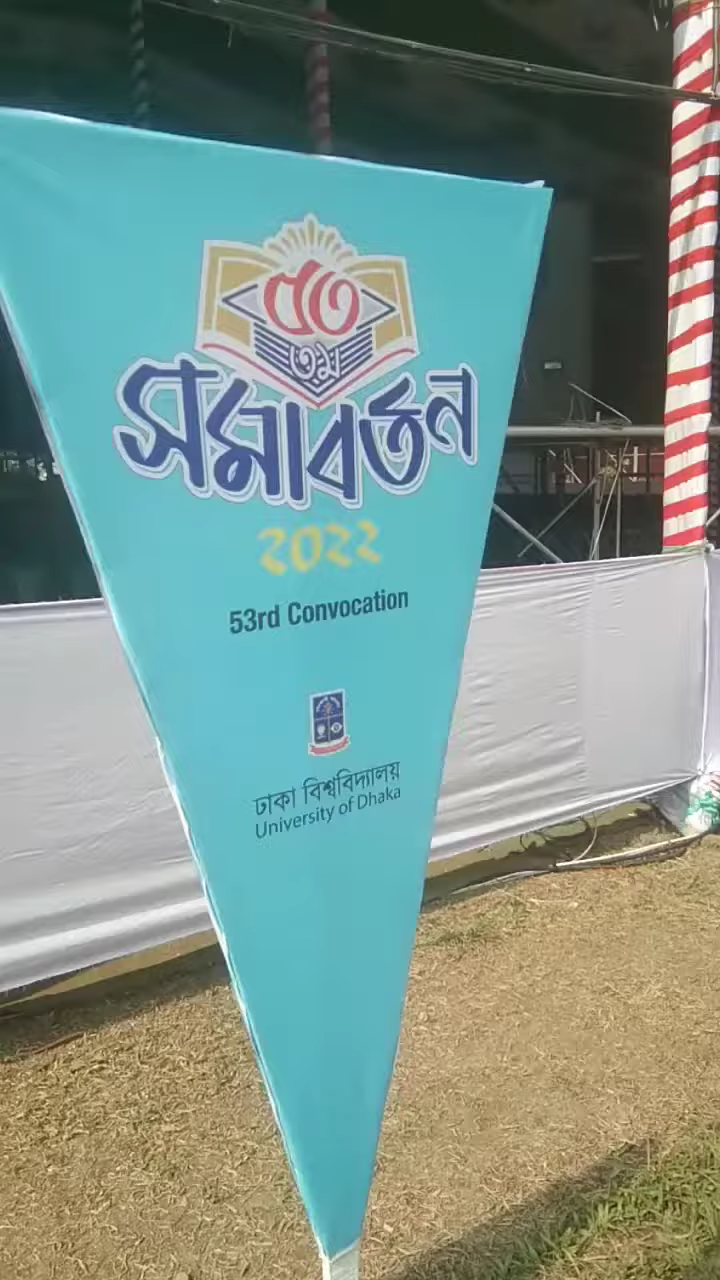 ৫৩
তম
সমাবর্তন
২০২২
53rd Convocation
ঢাকা বিশ্ববিদ্যালয়
University of Dhaka